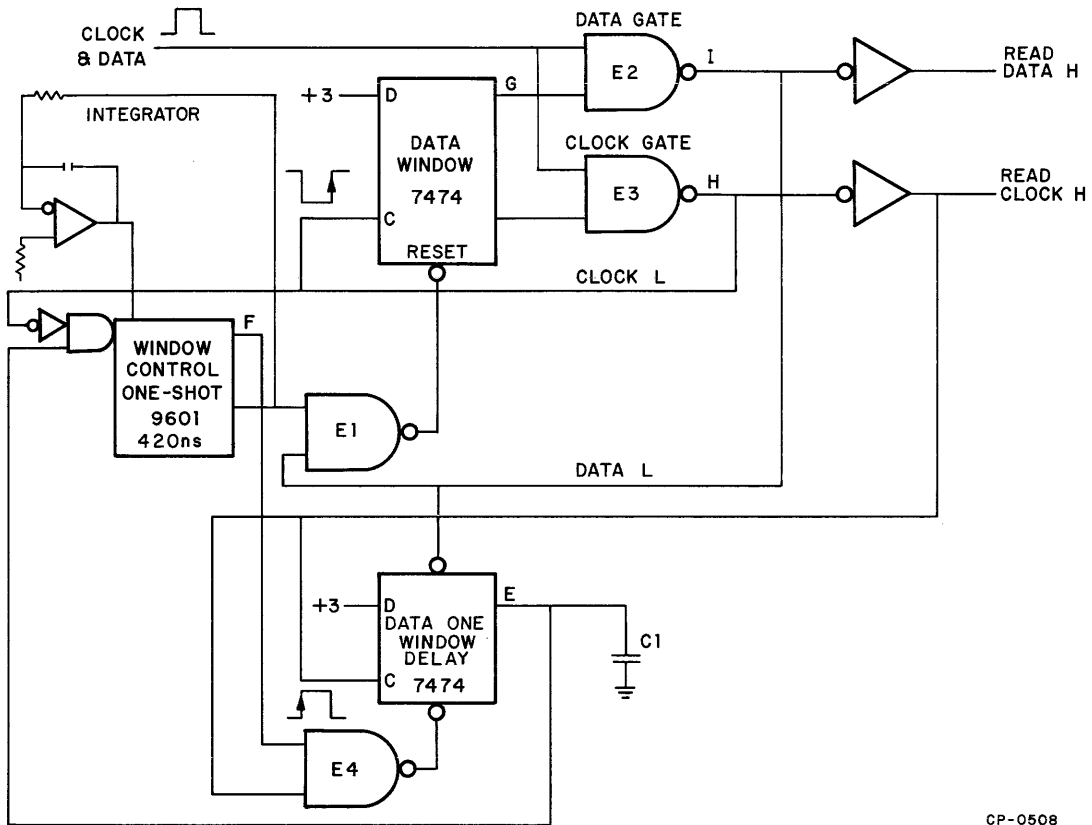 CLOCK
& DATA
DATA GATE
E2
I
READ
DATA H
+3
D
G
INTEGRATOR
DATA
WINDOW
7474
C
RESET
CLOCK GATE
E3
H
READ
CLOCK H
CLOCK L
F
WINDOW
CONTROL
ONE-SHOT
9601
420ns
E1
DATA L
+3
D
E
DATA ONE
WINDOW
DELAY
C
7474
C1
E4
CP-0508